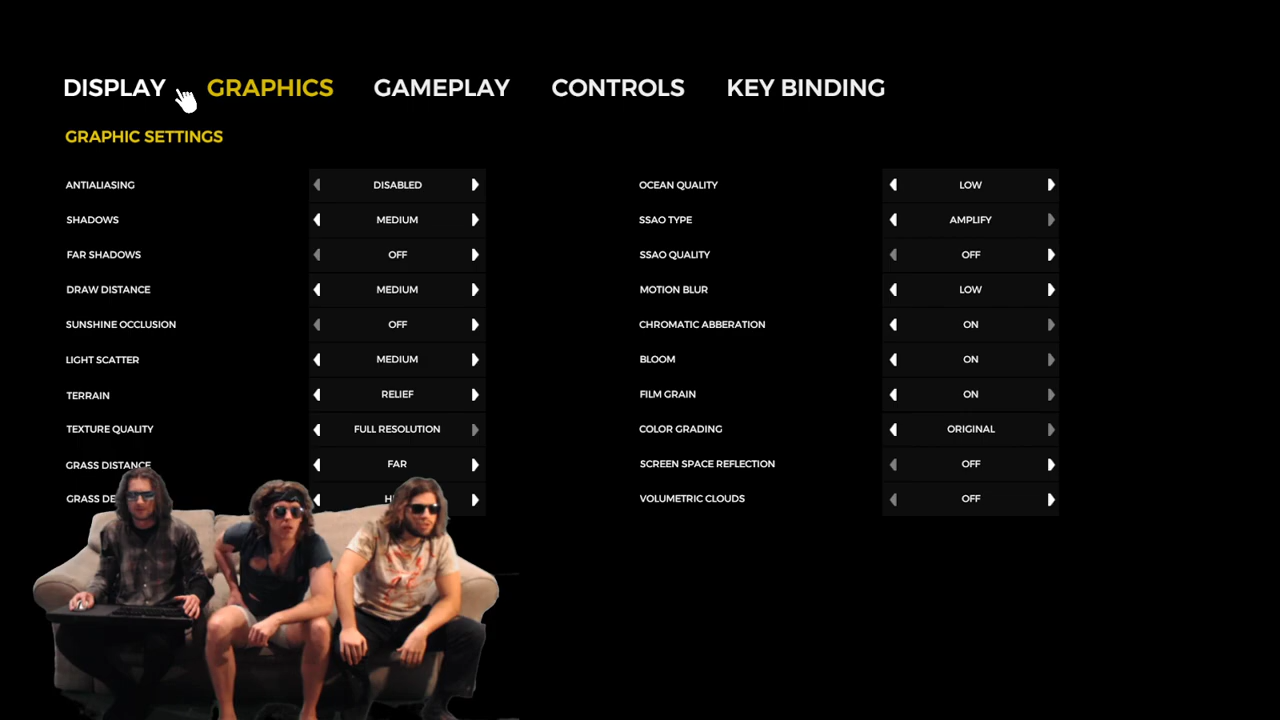 DISPLAY GRAPHICS GAMEPLAY CONTROLS KEY BINDING
GRAPHIC SETTINGS
ANTIALIASING DISABLED
SHADOWS MEDIUM
FAR SHADOWS OFF
DRAW DISTANCE MEDIUM
SUNSHINE OCCLUSION OFF
LIGHT SCATTER MEDIUM
TERRAIN RELIEF
TEXTURE QUALITY FULL RESOLUTION
GRASS DISTANCE FAR
GRASS
OCEAN QUALITY LOW
SSAO TYPE AMPLIFY
SSAO QUALITY OFF
MOTION BLUR LOW
CHROMATIC ABBERATION ON
BLOOM ON
FILM GRAIN ON
COLOR GRADING ORIGINAL
SCREEN SPACE REFLECTION OFF
VOLUMETRIC CLOUDS OFF